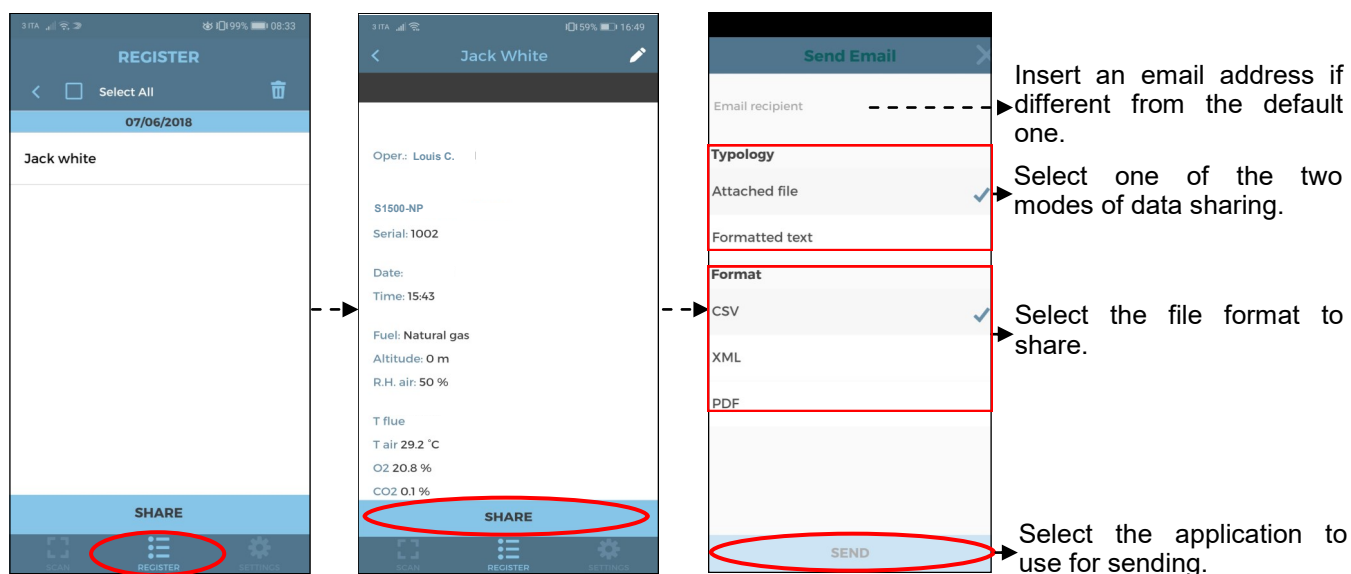 3 ITA 99% 08:33
REGISTER
Select All
07/06/2018
Jack white
SHARE
SCAN REGISTER SETTINGS
3 ITA 59% 16:49
Jack White
Oper.: Louis C.
S1500-NP
Serial: 1002
Date:
Time: 15:43
Fuel: Natural gas
Altitude: 0 m
R.H. air: 50 %
T flue
T air 29.2 °C
O2 20.8 %
CO2 0.1 %
SHARE
SCAN REGISTER SETTINGS
Send Email
Email recipient
Typology
Attached file
Formatted text
Format
CSV
XML
PDF
SEND
Insert an email address if
different from the default
one.
Select one of the two
modes of data sharing.
Select the file format to
share.
Select the application to
use for sending.